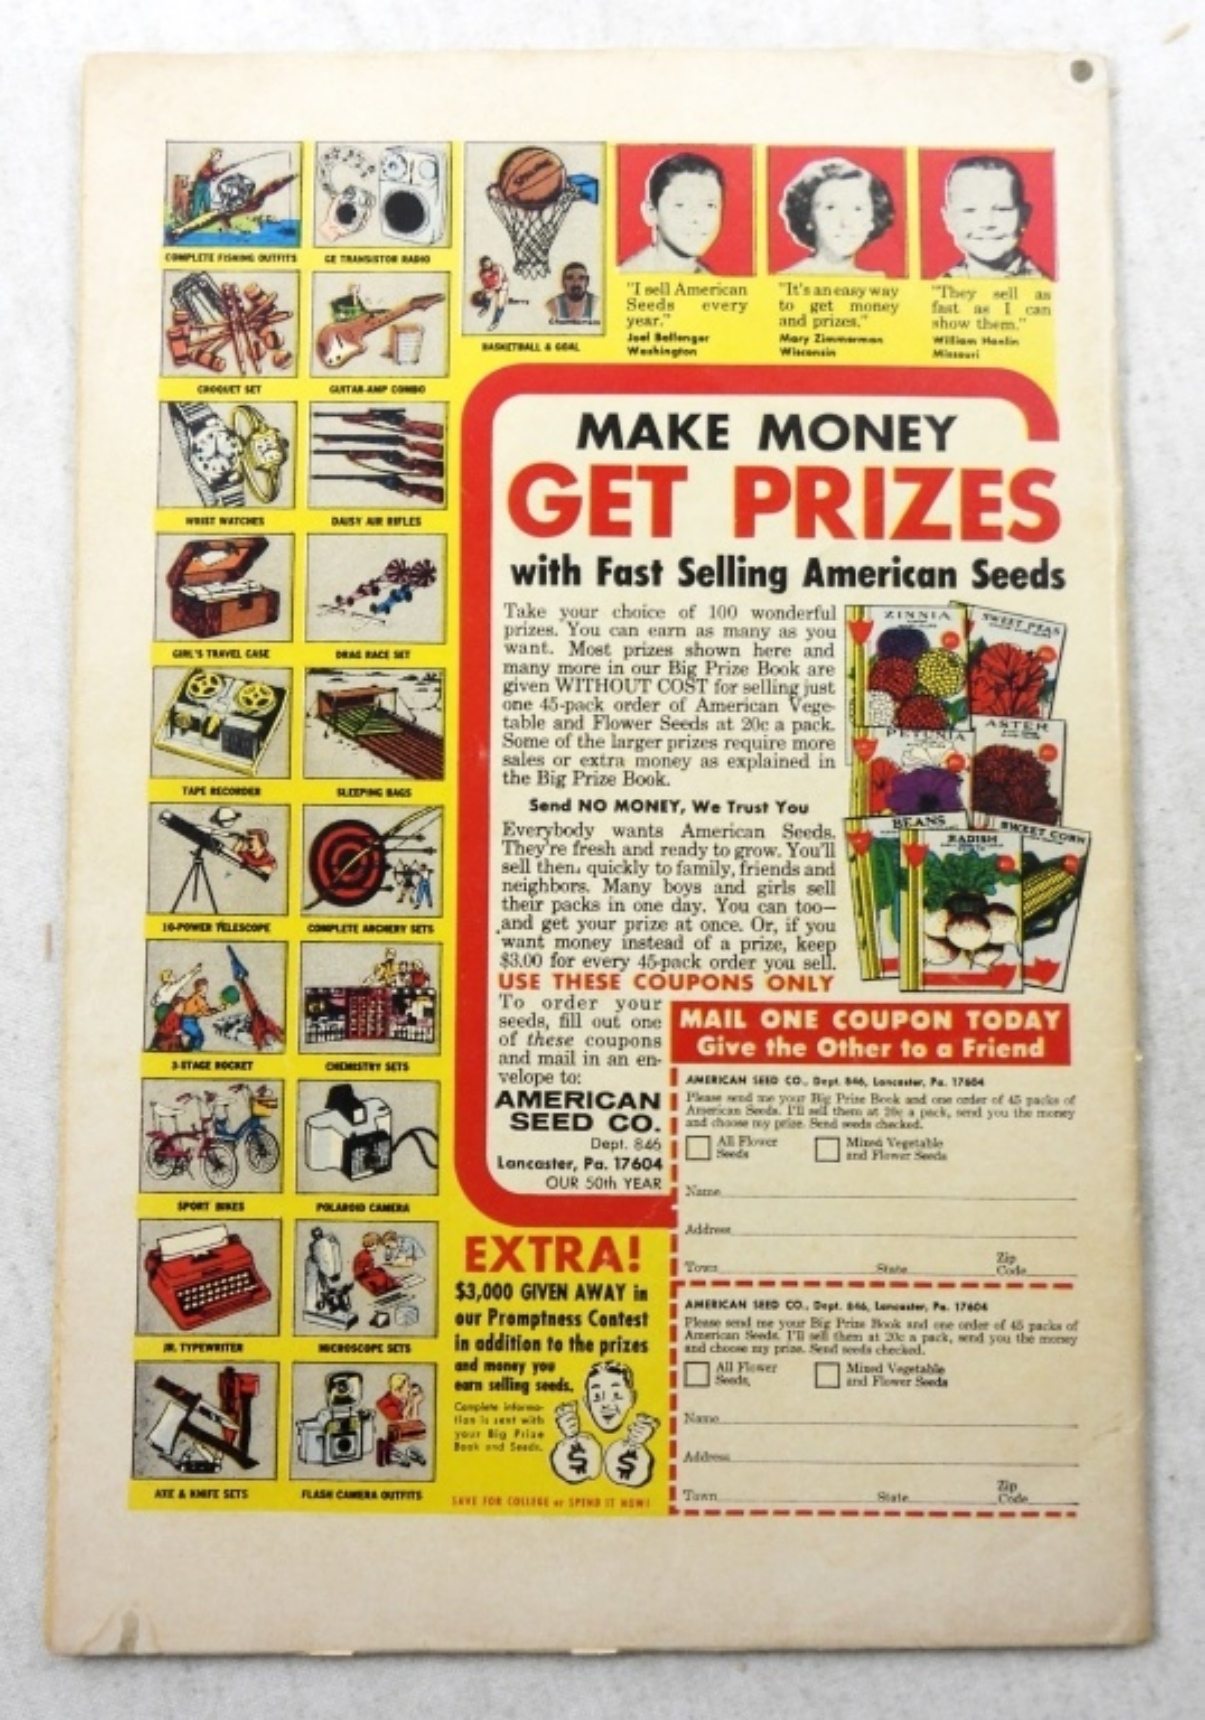 COMPLETE FISHING OUTFITS
GE TRANSISTOR RADIO
SPALDING
Barry
Chamberlain
BASKETBALL & GOAL
CROQUET SET
GUITAR-AMP COMBO
WRIST WATCHES
DAISY AIR RIFLES
GIRL'S TRAVEL CASE
DRAG RACE SET
TAPE RECORDER
SLEEPING BAGS
10-POWER TELESCOPE
COMPLETE ARCHERY SETS
3-STAGE ROCKET
CHEMISTRY SETS
SPORT BIKES
POLAROID CAMERA
JR. TYPEWRITER
MICROSCOPE SETS
AXE & KNIFE SETS
FLASH CAMERA OUTFITS
"I sell American
Seeds every
year."
Joel Ballenger
Washington
"It's an easy way
to get money
and prizes."
Mary Zimmerman
Wisconsin
"They sell as
fast as I can
show them."
William Hanlin
Missouri
MAKE MONEY
GET PRIZES
with Fast Selling American Seeds
Take your choice of 100 wonderful
prizes. You can earn as many as you
want. Most prizes shown here and
many more in our Big Prize Book are
given WITHOUT COST for selling just
one 45-pack order of American Vege-
table and Flower Seeds at 20c a pack.
Some of the larger prizes require more
sales or extra money as explained in
the Big Prize Book.
Send NO MONEY, We Trust You
Everybody wants American Seeds.
They're fresh and ready to grow. You'll
sell them quickly to family, friends and
neighbors. Many boys and girls sell
their packs in one day. You can too—
and get your prize at once. Or, if you
want money instead of a prize, keep
$3.00 for every 45-pack order you sell.
USE THESE COUPONS ONLY
ZINNIA
SWEET PEAS
PETUNIA
ASTER
BEANS
RADISH
SWEET CORN
To order your
seeds, fill out one
of these coupons
and mail in an en-
velope to:
AMERICAN
SEED CO.
Dept. 846
Lancaster, Pa. 17604
OUR 50th YEAR
MAIL ONE COUPON TODAY
Give the Other to a Friend
AMERICAN SEED CO., Dept. 846, Lancaster, Pa. 17604
Please send me your Big Prize Book and one order of 45 packs of
American Seeds. I'll sell them at 20c a pack, send you the money
and choose my prize. Send seeds checked.
All Flower
Seeds
Mixed Vegetable
and Flower Seeds
Name
Address
Town State Zip Code
AMERICAN SEED CO., Dept. 846, Lancaster, Pa. 17604
Please send me your Big Prize Book and one order of 45 packs of
American Seeds. I'll sell them at 20c a pack, send you the money
and choose my prize. Send seeds checked.
All Flower
Seeds.
Mixed Vegetable
and Flower Seeds
Name
Address
Town State Zip Code
EXTRA!
$3,000 GIVEN AWAY in
our Promptness Contest
in addition to the prizes
and money you
earn selling seeds.
Complete informa-
tion is sent with
your Big Prize
Book and Seeds.
$ $
SAVE FOR COLLEGE or SPEND IT NOW!